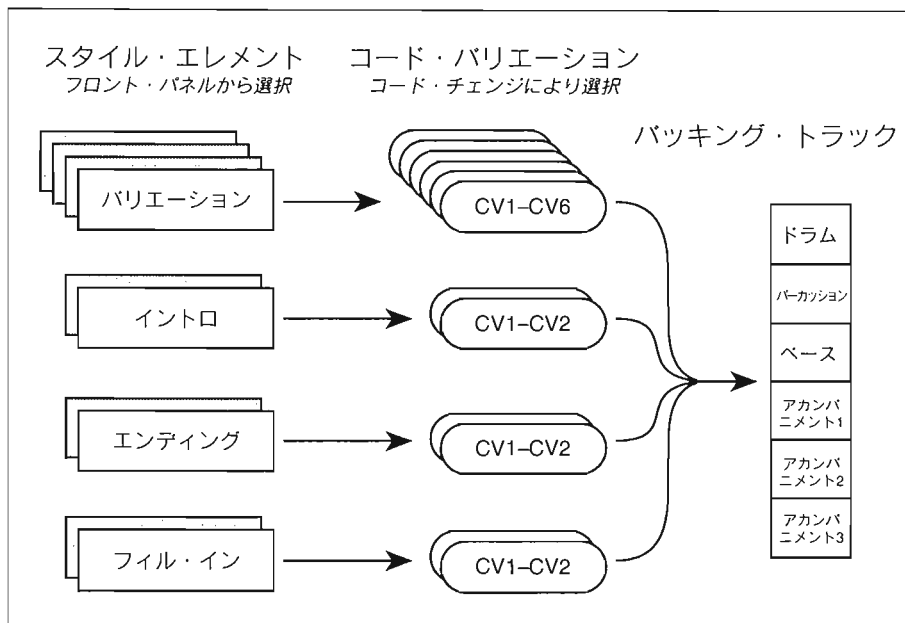 スタイル・エレメント
フロント・パネルから選択
コード・バリエーション
コード・チェンジにより選択
バッキング・トラック
バリエーション
CV1–CV6
イントロ
CV1–CV2
エンディング
CV1–CV2
フィル・イン
CV1–CV2
ドラム
パーカッション
ベース
アカンパ
ニメント1
アカンパ
ニメント2
アカンパ
ニメント3